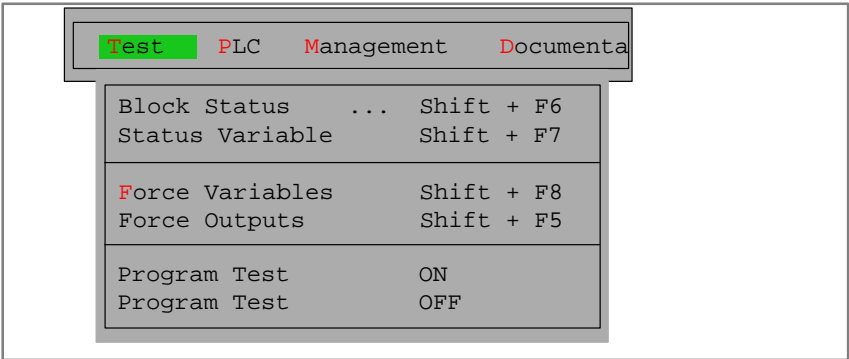 Test PLC Management Documenta
Block Status ... Shift + F6
Status Variable Shift + F7
Force Variables Shift + F8
Force Outputs Shift + F5
Program Test ON
Program Test OFF